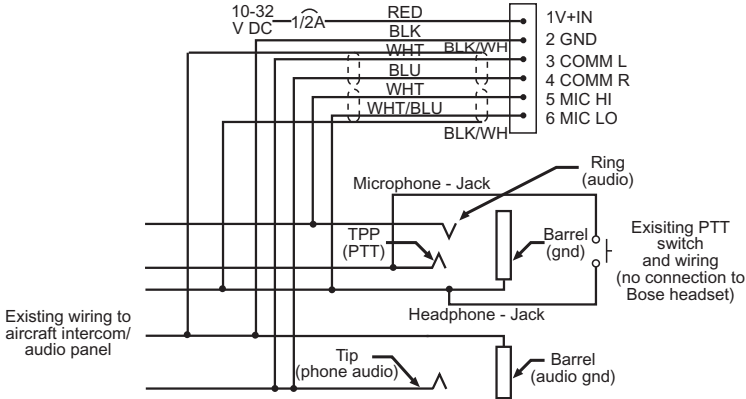 10-32
V DC
1/2A
RED
1V+IN
BLK
2 GND
WHT
BLK/WH
3 COMM L
BLU
4 COMM R
WHT
5 MIC HI
WHT/BLU
6 MIC LO
BLK/WH
Microphone - Jack
Ring
(audio)
TPP
(PTT)
Barrel
(gnd)
Exisiting PTT
switch
and wiring
(no connection to
Bose headset)
Headphone - Jack
Existing wiring to
aircraft intercom/
audio panel
Tip
(phone audio)
Barrel
(audio gnd)